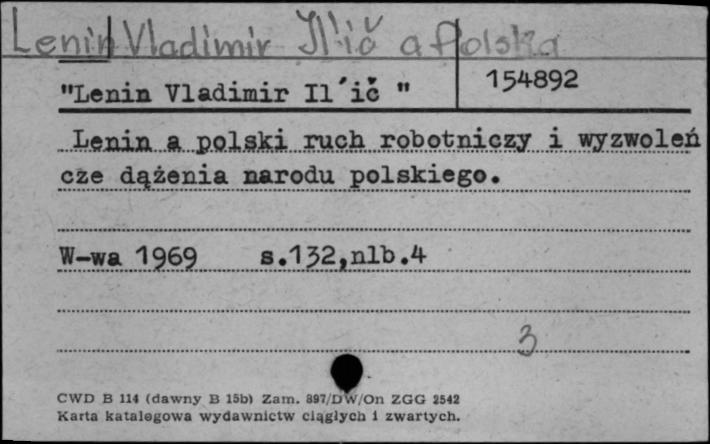 Lenin Vladimir Il'ič a Polska
"Lenin Vladimir Il´ič "
154892
Lenin a polski ruch robotniczy i wyzwoleń
cze dążenia narodu polskiego.
W-wa 1969 s.132,nlb.4
3
CWD B 114 (dawny B 15b) Zam. 897/DW/On ZGG 2542
Karta katalogowa wydawnictw ciągłych i zwartych.